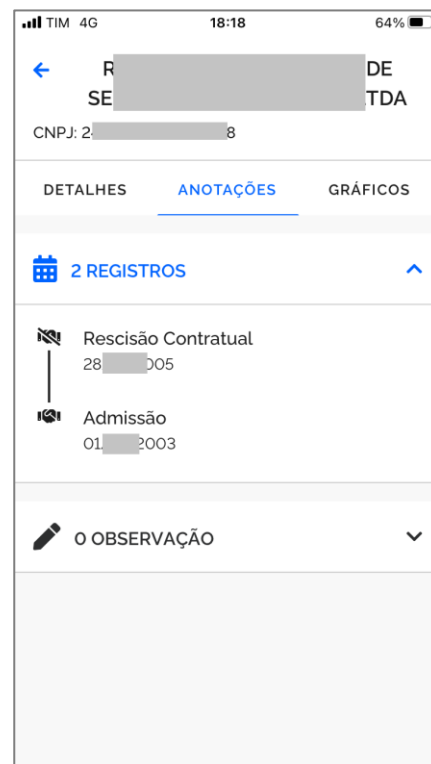 TIM 4G 18:18 64%
DE
SE TDA
CNPJ: 2 8
DETALHES ANOTAÇÕES GRÁFICOS
2 REGISTROS
Rescisão Contratual
28 005
Admissão
01 2003
0 OBSERVAÇÃO